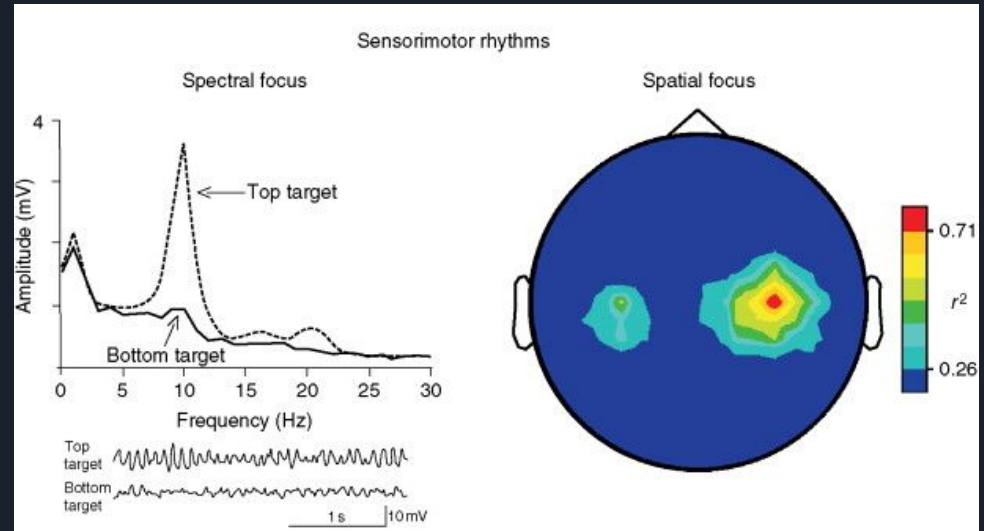 Sensorimotor rhythms
Spectral focus
4
Amplitude (mV)
Top target
Bottom target
0 5 10 15 20 25 30
Frequency (Hz)
Top
target
Bottom
target
1 s
10 mV
Spatial focus
0.71
r²
0.26